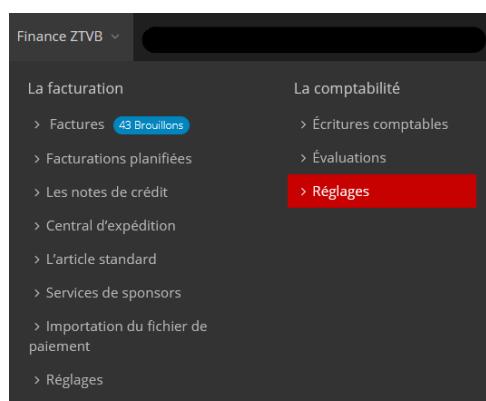 Finance ZTVB
La facturation
> Factures 43 Brouillons
> Facturations planifiées
> Les notes de crédit
> Central d'expédition
> L'article standard
> Services de sponsors
> Importation du fichier de
paiement
> Réglages
La comptabilité
> Écritures comptables
> Évaluations
> Réglages